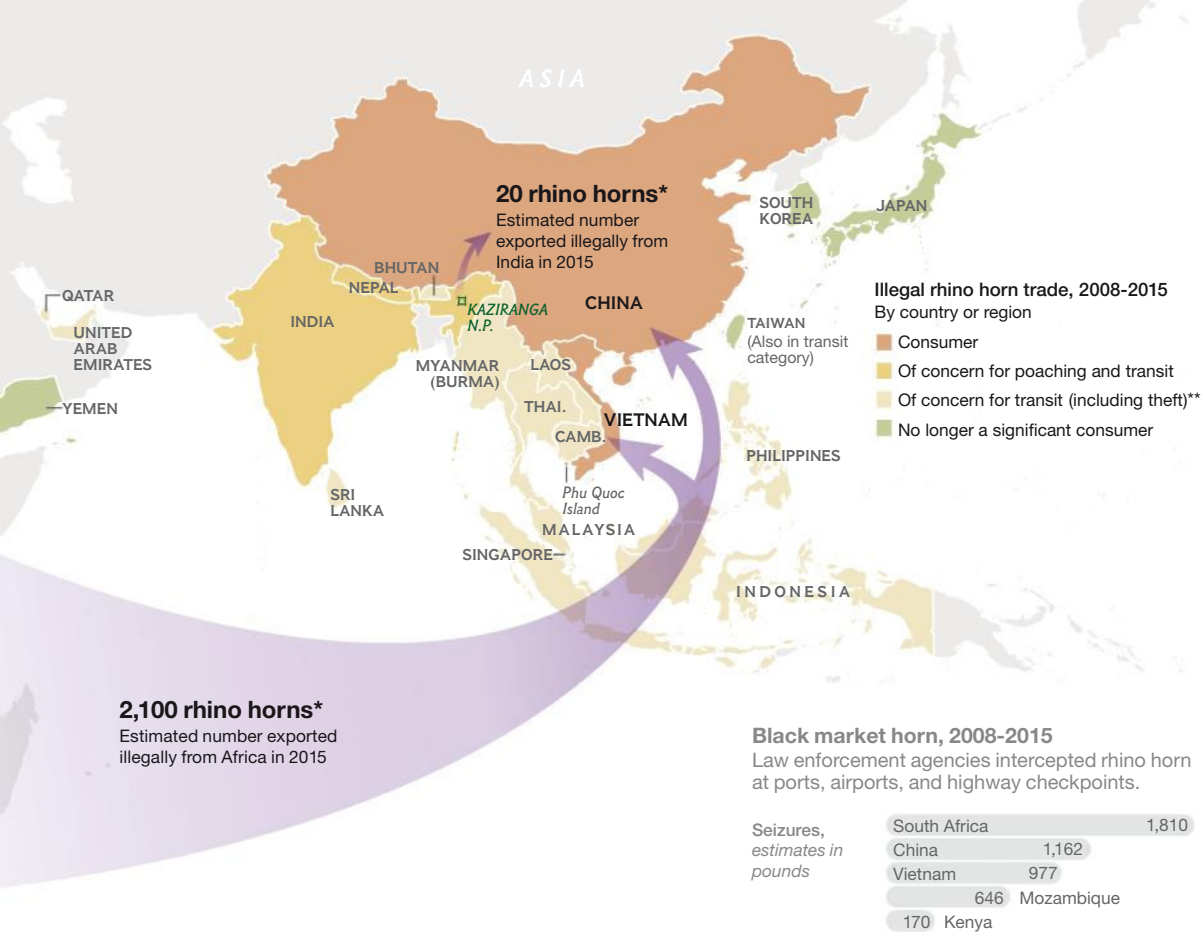 ASIA
20 rhino horns*
Estimated number
exported illegally from
India in 2015
SOUTH
KOREA
JAPAN
BHUTAN
NEPAL
QATAR
UNITED
ARAB
EMIRATES
INDIA
KAZIRANGA
N.P.
CHINA
TAIWAN
(Also in transit
category)
Illegal rhino horn trade, 2008-2015
By country or region
Consumer
Of concern for poaching and transit
Of concern for transit (including theft)**
No longer a significant consumer
MYANMAR
(BURMA)
LAOS
YEMEN
THAI.
VIETNAM
CAMB.
PHILIPPINES
SRI
LANKA
Phu Quoc
Island
MALAYSIA
SINGAPORE
INDONESIA
2,100 rhino horns*
Estimated number exported
illegally from Africa in 2015
Black market horn, 2008-2015
Law enforcement agencies intercepted rhino horn
at ports, airports, and highway checkpoints.
Seizures,
estimates in
pounds
South Africa 1,810
China 1,162
Vietnam 977
646 Mozambique
170 Kenya